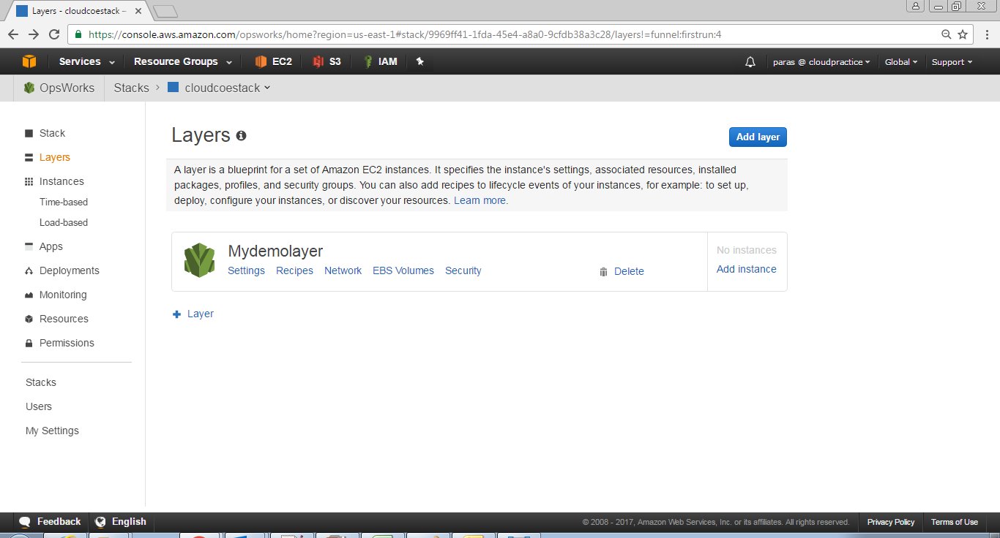 Layers - cloudcoestack –
https://console.aws.amazon.com/opsworks/home?region=us-east-1#stack/9969ff41-1fda-45e4-a8a0-9cfdb38a3c28/layers!=funnel:firstrun:4
Services Resource Groups EC2 S3 IAM paras @ cloudpractice Global Support
OpsWorks Stacks > cloudcoestack
Stack
Layers
Instances
Time-based
Load-based
Apps
Deployments
Monitoring
Resources
Permissions
Stacks
Users
My Settings
Layers
Add layer
A layer is a blueprint for a set of Amazon EC2 instances. It specifies the instance's settings, associated resources, installed
packages, profiles, and security groups. You can also add recipes to lifecycle events of your instances, for example: to set up,
deploy, configure your instances, or discover your resources. Learn more.
Mydemolayer
Settings Recipes Network EBS Volumes Security
Delete
No instances
Add instance
Layer
Feedback English © 2008 - 2017, Amazon Web Services, Inc. or its affiliates. All rights reserved. Privacy Policy Terms of Use